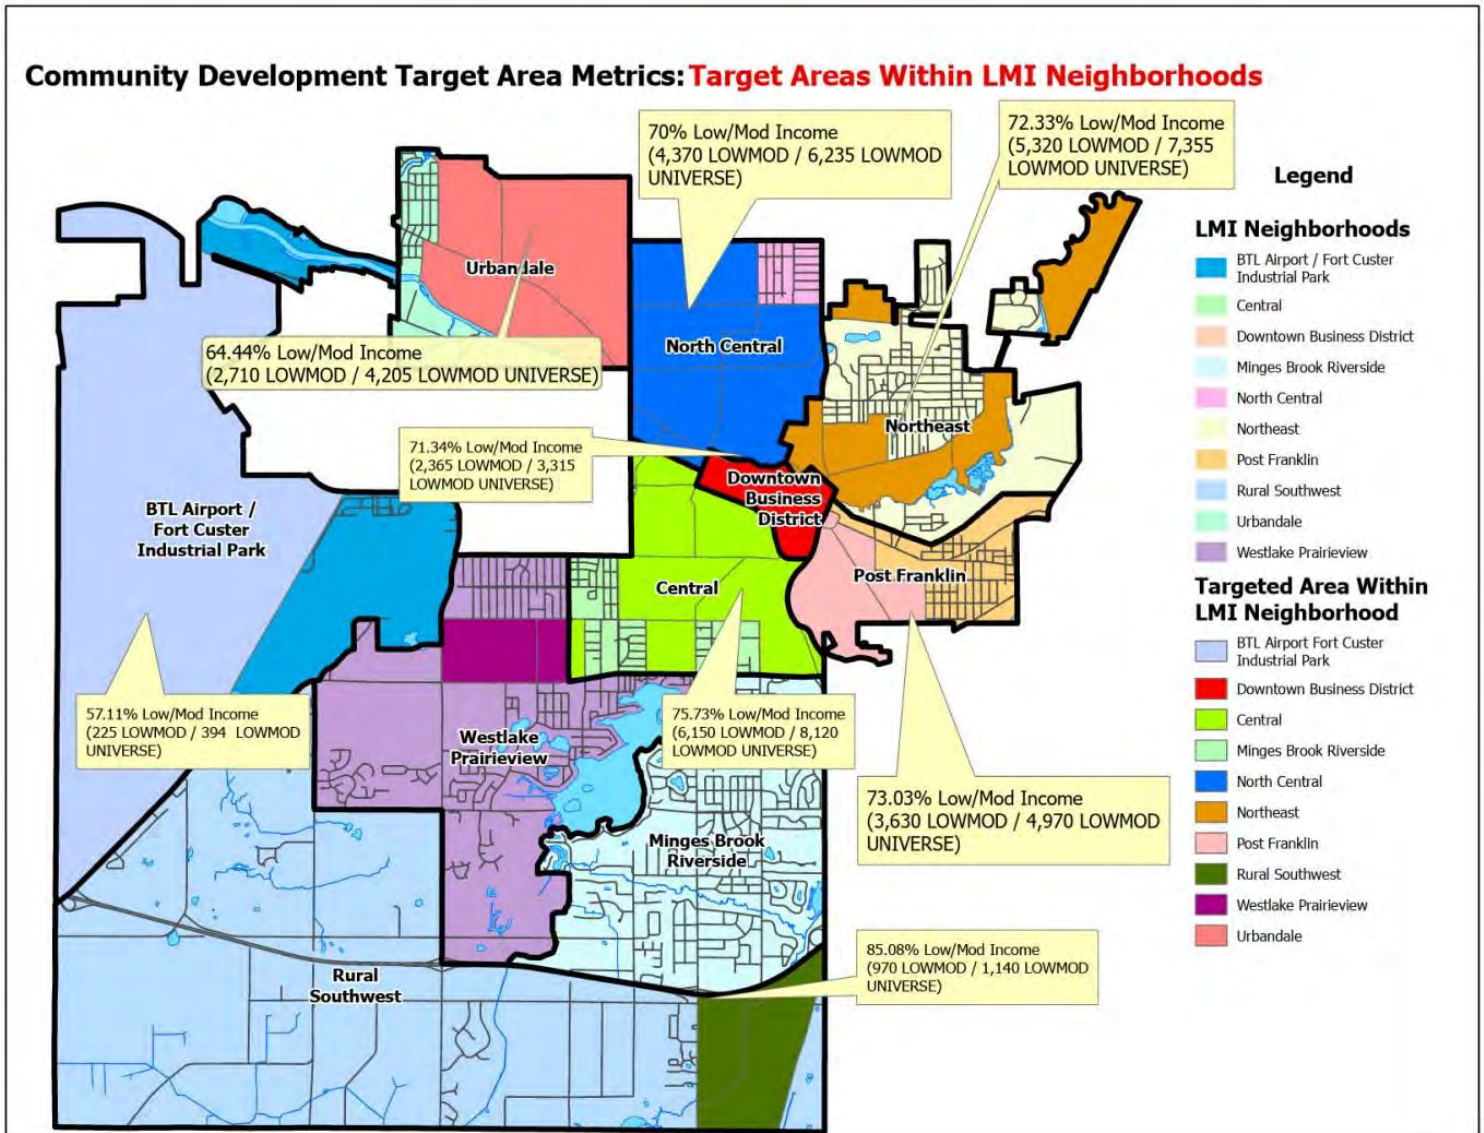 Community Development Target Area Metrics: Target Areas Within LMI Neighborhoods
70% Low/Mod Income
(4,370 LOWMOD / 6,235 LOWMOD
UNIVERSE)
72.33% Low/Mod Income
(5,320 LOWMOD / 7,355
LOWMOD UNIVERSE)
Urbandale
North Central
64.44% Low/Mod Income
(2,710 LOWMOD / 4,205 LOWMOD UNIVERSE)
Northeast
71.34% Low/Mod Income
(2,365 LOWMOD / 3,315
LOWMOD UNIVERSE)
Downtown
Business
District
BTL Airport /
Fort Custer
Industrial Park
Central
Post Franklin
57.11% Low/Mod Income
(225 LOWMOD / 394 LOWMOD
UNIVERSE)
Westlake
Prairieview
75.73% Low/Mod Income
(6,150 LOWMOD / 8,120
LOWMOD UNIVERSE)
73.03% Low/Mod Income
(3,630 LOWMOD / 4,970 LOWMOD
UNIVERSE)
Minges Brook
Riverside
85.08% Low/Mod Income
(970 LOWMOD / 1,140 LOWMOD
UNIVERSE)
Rural
Southwest
Legend
LMI Neighborhoods
BTL Airport / Fort Custer
Industrial Park
Central
Downtown Business District
Minges Brook Riverside
North Central
Northeast
Post Franklin
Rural Southwest
Urbandale
Westlake Prairieview
Targeted Area Within
LMI Neighborhood
BTL Airport Fort Custer
Industrial Park
Downtown Business District
Central
Minges Brook Riverside
North Central
Northeast
Post Franklin
Rural Southwest
Westlake Prairieview
Urbandale